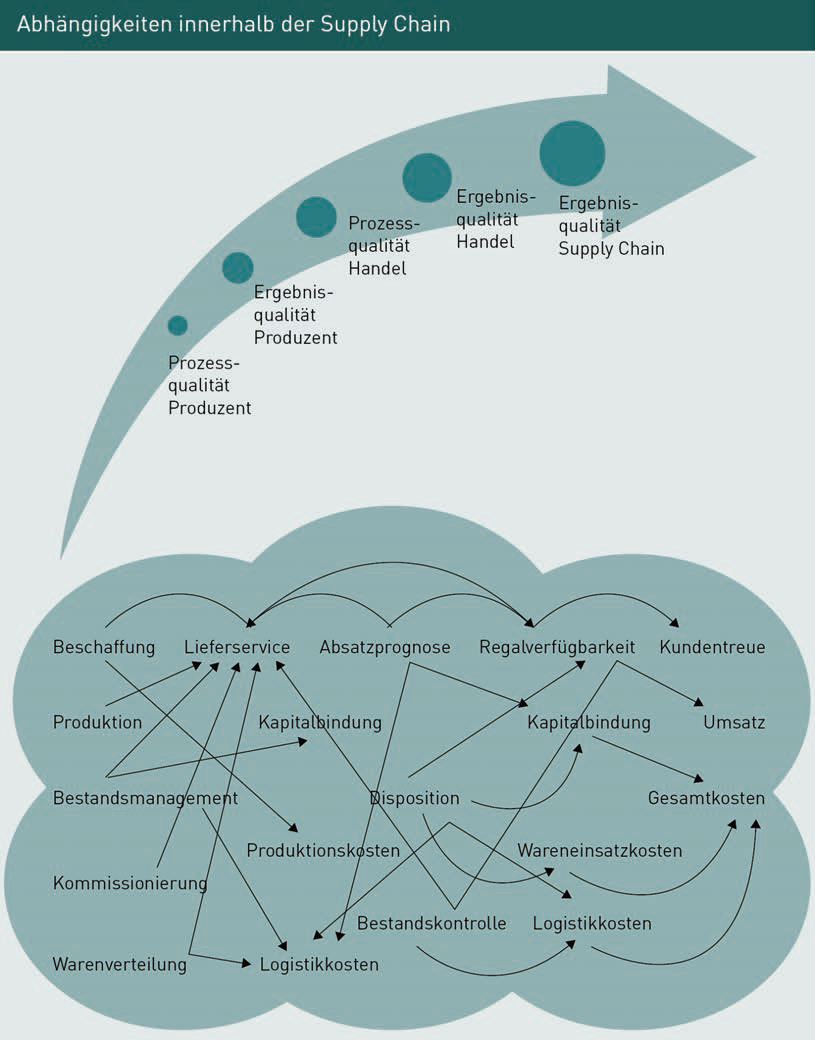 Abhängigkeiten innerhalb der Supply Chain
Prozess-
qualität
Produzent
Ergebnis-
qualität
Produzent
Prozess-
qualität
Handel
Ergebnis-
qualität
Handel
Ergebnis-
qualität
Supply Chain
Beschaffung Lieferservice Absatzprognose Regalverfügbarkeit Kundentreue
Produktion Kapitalbindung Kapitalbindung Umsatz
Bestandsmanagement Disposition Gesamtkosten
Produktionskosten Wareneinsatzkosten
Kommissionierung
Bestandskontrolle Logistikkosten
Warenverteilung Logistikkosten